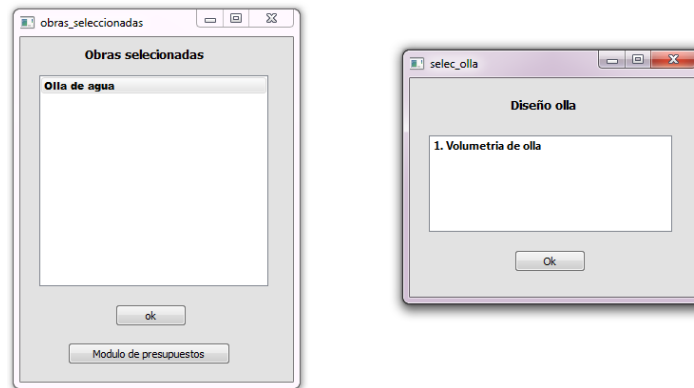 obras_seleccionadas
Obras selecionadas
Olla de agua
ok
Modulo de presupuestos
selec_olla
Diseño olla
1. Volumetria de olla
Ok